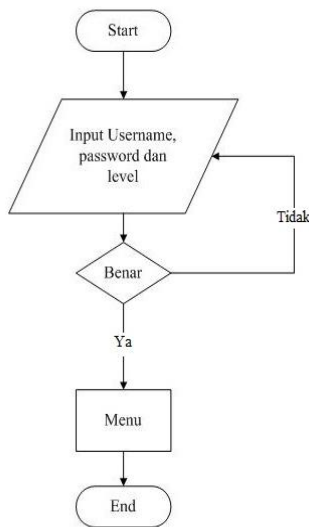 Start
Input Username,
password dan
level
Tidak
Benar
Ya
Menu
End